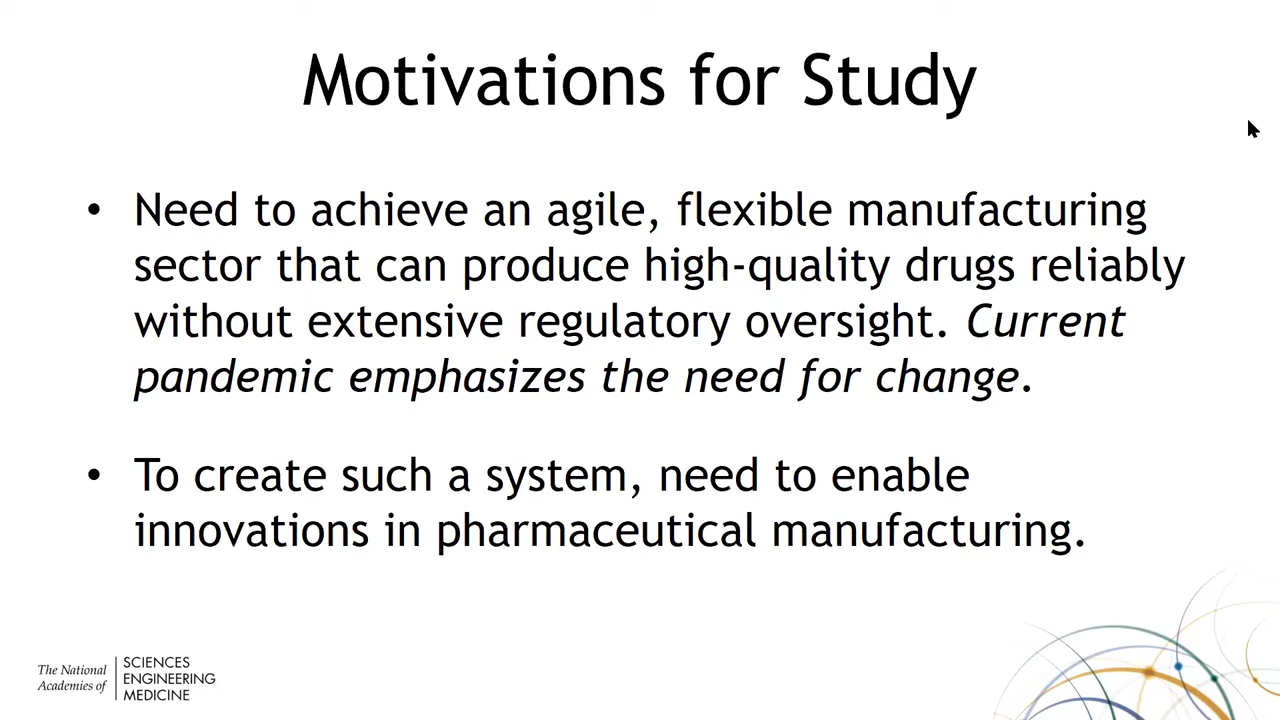 Motivations for Study
• Need to achieve an agile, flexible manufacturing
sector that can produce high-quality drugs reliably
without extensive regulatory oversight. Current
pandemic emphasizes the need for change.
• To create such a system, need to enable
innovations in pharmaceutical manufacturing.
The National
Academies of
SCIENCES
ENGINEERING
MEDICINE